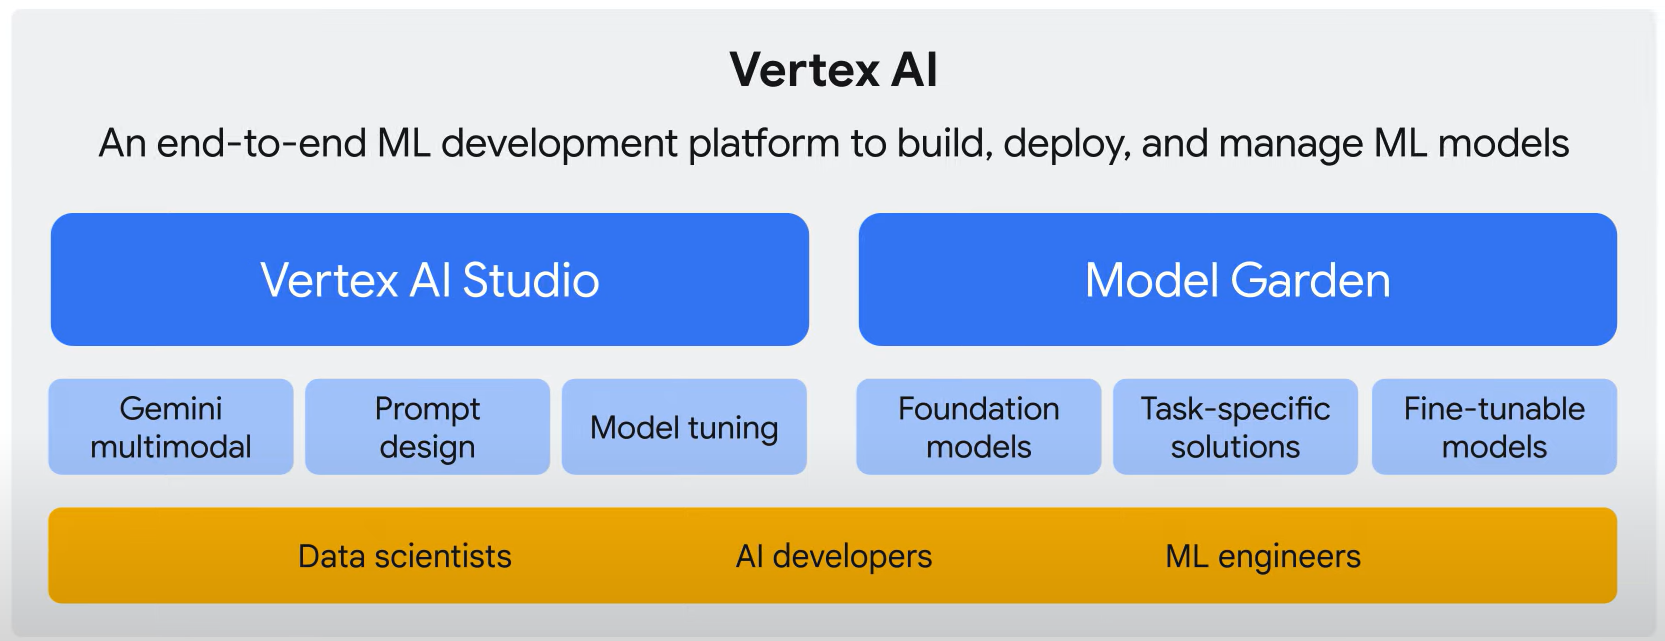 Vertex AI
An end-to-end ML development platform to build, deploy, and manage ML models
Vertex AI Studio
Model Garden
Gemini
multimodal
Prompt
design
Model tuning
Foundation
models
Task-specific
solutions
Fine-tunable
models
Data scientists
AI developers
ML engineers